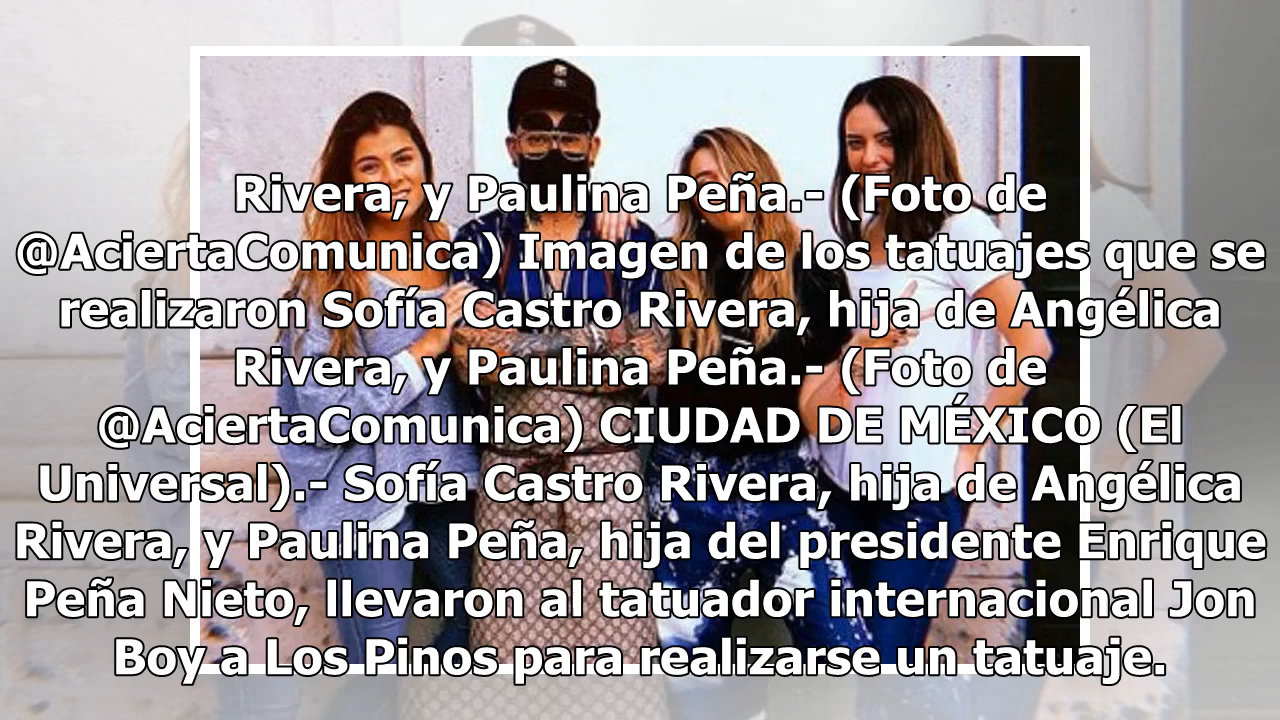 Rivera, y Paulina Peña.- (Foto de
@AciertaComunica) Imagen de los tatuajes que se
realizaron Sofía Castro Rivera, hija de Angélica
Rivera, y Paulina Peña.- (Foto de
@AciertaComunica) CIUDAD DE MÉXICO (El
Universal).- Sofía Castro Rivera, hija de Angélica
Rivera, y Paulina Peña, hija del presidente Enrique
Peña Nieto, llevaron al tatuador internacional Jon
Boy a Los Pinos para realizarse un tatuaje.